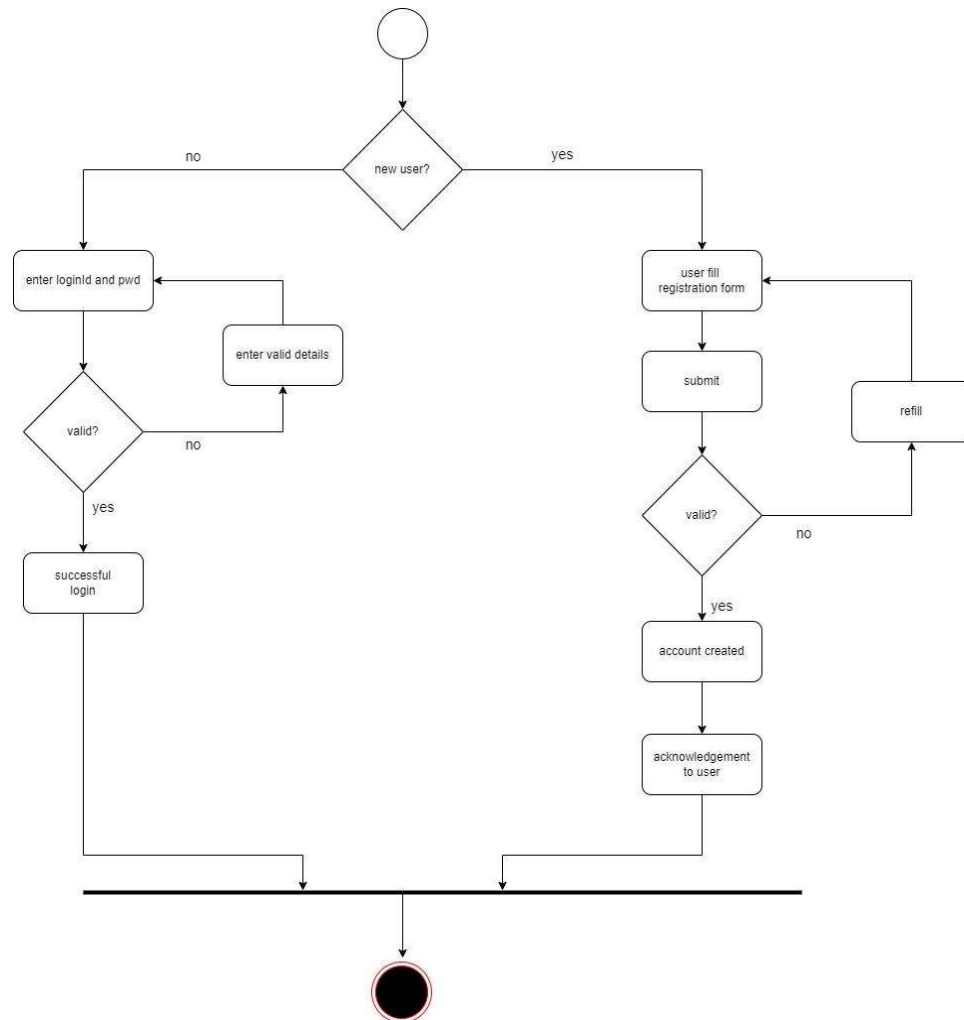 new user?
no
yes
enter loginId and pwd
enter valid details
valid?
no
yes
successful
login
user fill
registration form
submit
refill
valid?
no
yes
account created
acknowledgement
to user